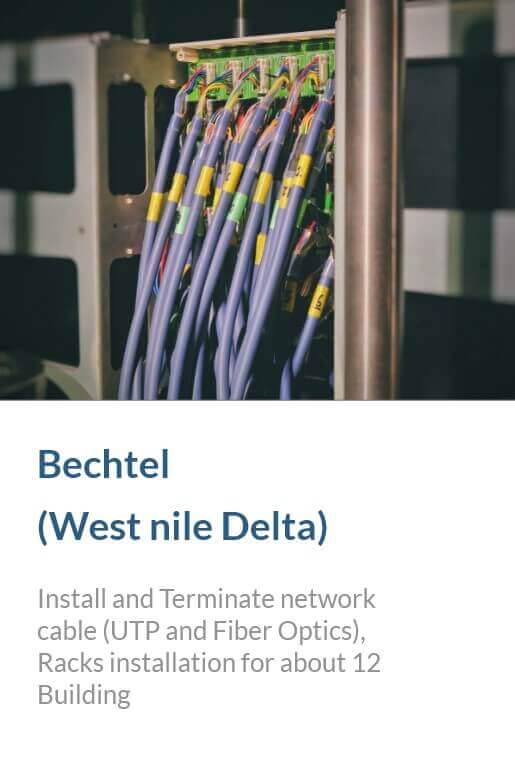 Bechtel
(West nile Delta)
Install and Terminate network
cable (UTP and Fiber Optics),
Racks installation for about 12
Building